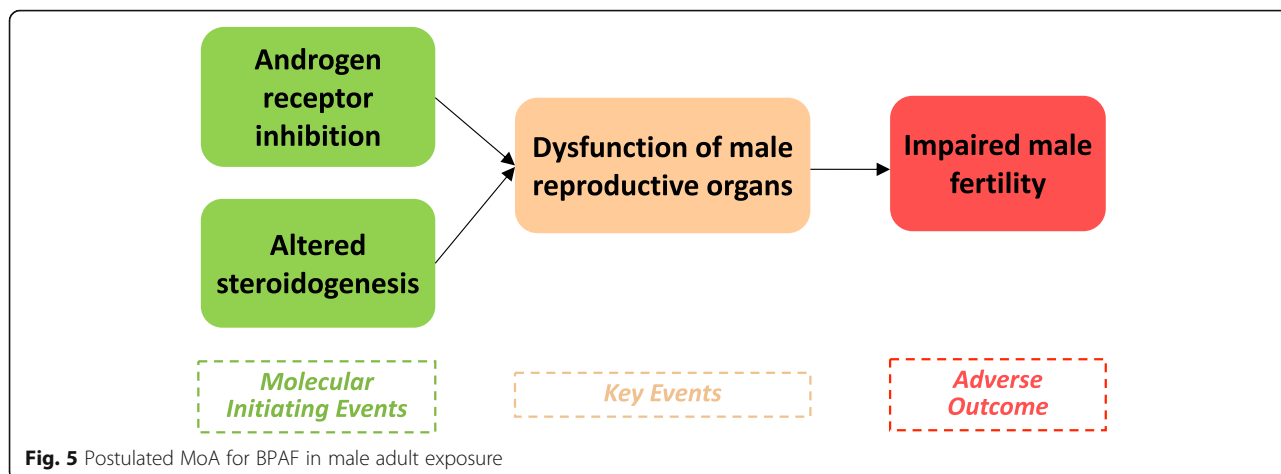 Androgen
receptor
inhibition
Altered
steroidogenesis
Dysfunction of male
reproductive organs
Impaired male
fertility
Molecular
Initiating Events
Key Events
Adverse
Outcome
Fig. 5 Postulated MoA for BPAF in male adult exposure